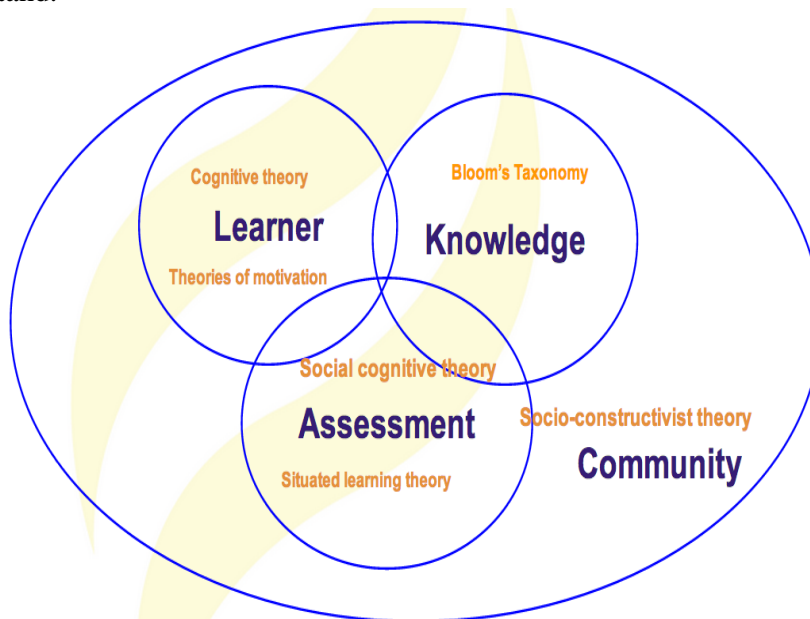 Cognitive theory
Learner
Theories of motivation
Bloom's Taxonomy
Knowledge
Social cognitive theory
Assessment
Situated learning theory
Socio-constructivist theory
Community